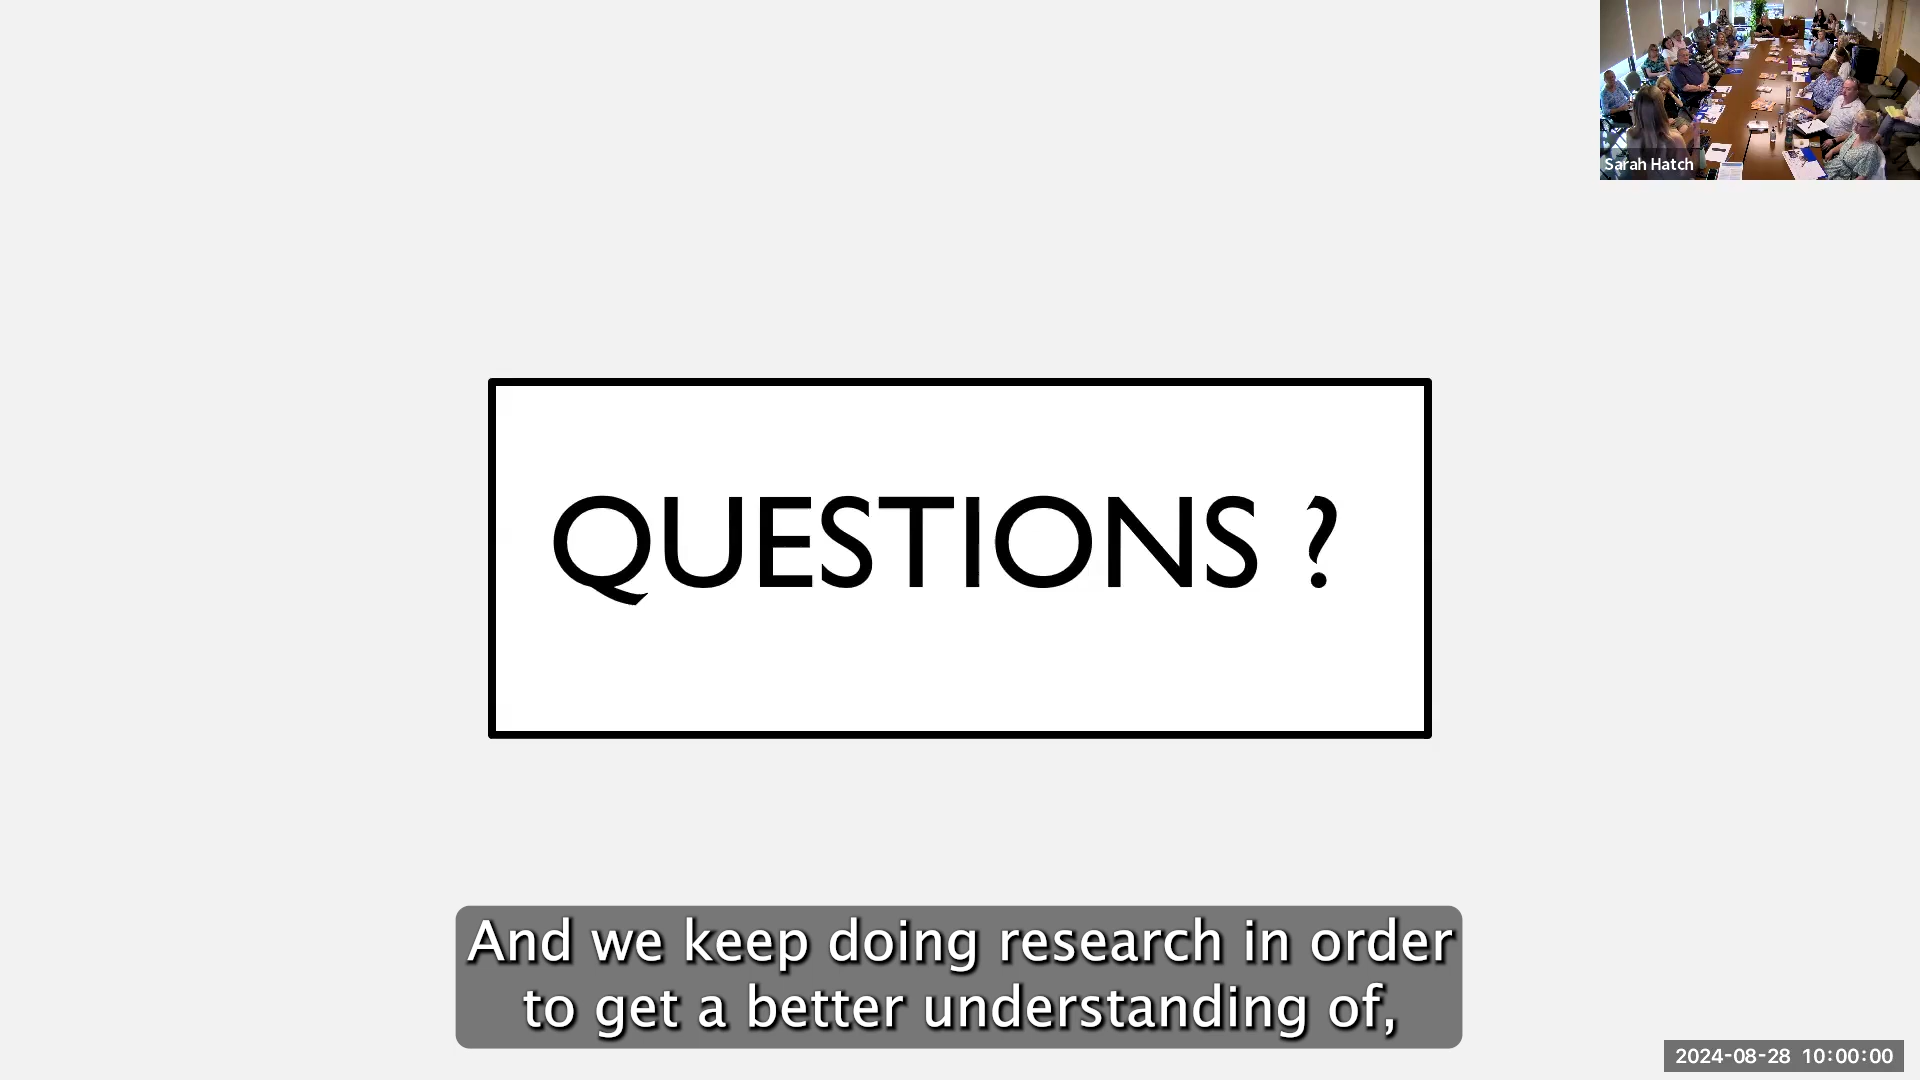 Sarah Hatch
QUESTIONS ?
And we keep doing research in order
to get a better understanding of,
2024-08-28 10:00:00